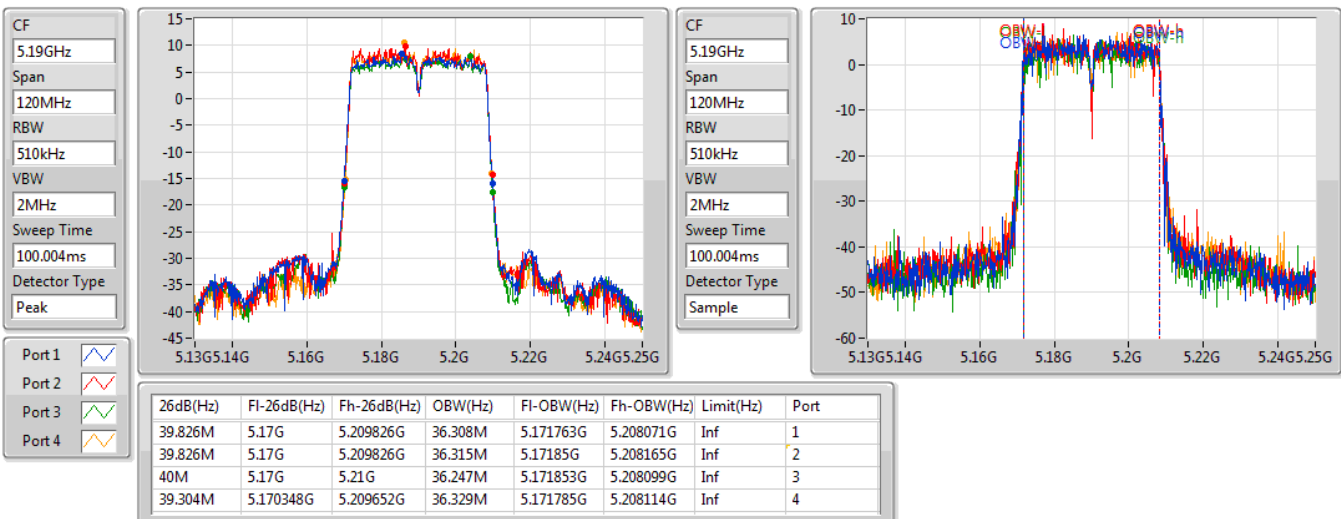 CF
5.19GHz
Span
120MHz
RBW
510kHz
VBW
2MHz
Sweep Time
100.004ms
Detector Type
Peak
15
10
5
0
-5
-10
-15
-20
-25
-30
-35
-40
-45
5.13G 5.14G 5.16G 5.18G 5.2G 5.22G 5.24G 5.25G
CF
5.19GHz
Span
120MHz
RBW
510kHz
VBW
2MHz
Sweep Time
100.004ms
Detector Type
Sample
10
0
-10
-20
-30
-40
-50
-60
OBW-h
5.13G 5.14G 5.16G 5.18G 5.2G 5.22G 5.24G 5.25G
Port 1
Port 2
Port 3
Port 4
26dB(Hz) Fl-26dB(Hz) Fh-26dB(Hz) OBW(Hz) Fl-OBW(Hz) Fh-OBW(Hz) Limit(Hz) Port
39.826M 5.17G 5.209826G 36.308M 5.171763G 5.208071G Inf 1
39.826M 5.17G 5.209826G 36.315M 5.17185G 5.208165G Inf 2
40M 5.17G 5.21G 36.247M 5.171853G 5.208099G Inf 3
39.304M 5.170348G 5.209652G 36.329M 5.171785G 5.208114G Inf 4